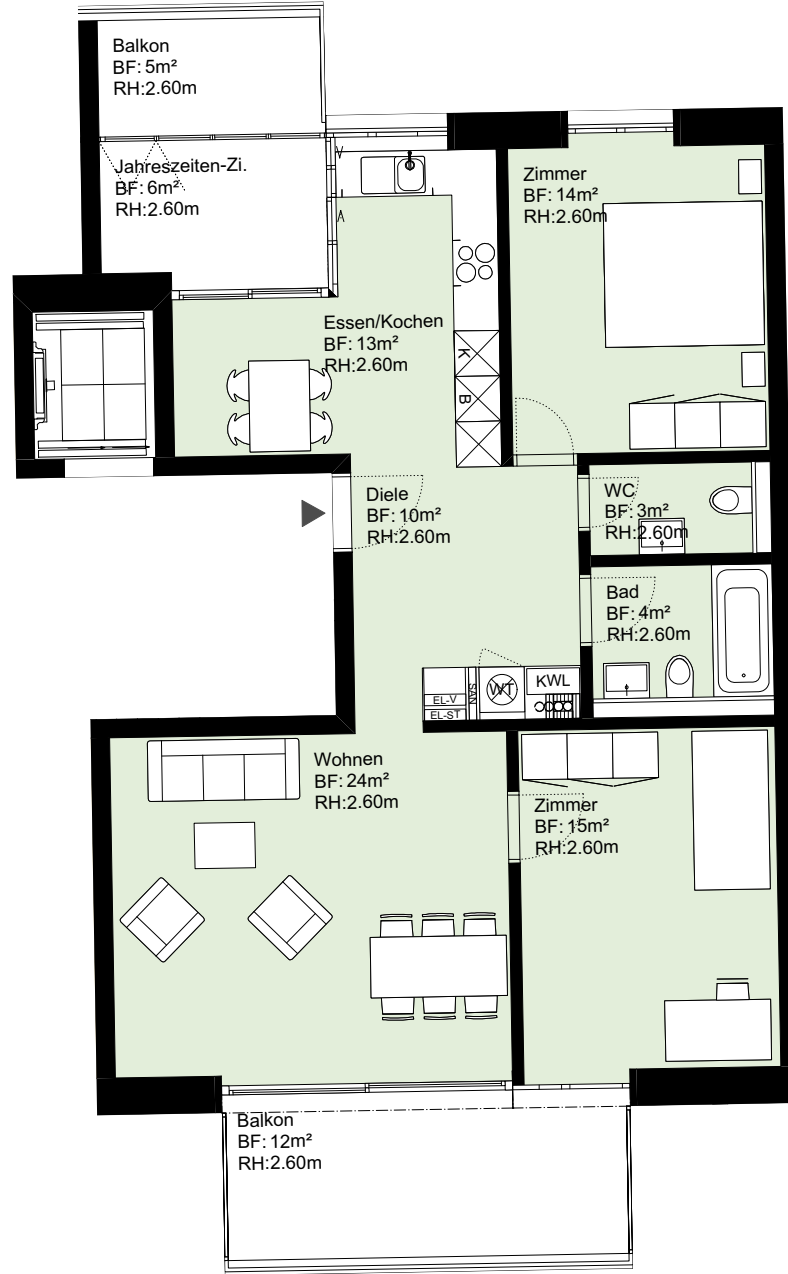 Balkon
BF: 5m²
RH:2.60m
Jahreszeiten-Zi.
BF: 6m²
RH:2.60m
Zimmer
BF: 14m²
RH:2.60m
Essen/Kochen
BF: 13m²
RH:2.60m
K
B
Diele
BF: 10m²
RH:2.60m
WC
BF: 3m²
RH:2.60m
Bad
BF: 4m²
RH:2.60m
EL-V
EL-ST
SAN
WT
KWL
Wohnen
BF: 24m²
RH:2.60m
Zimmer
BF: 15m²
RH:2.60m
Balkon
BF: 12m²
RH:2.60m